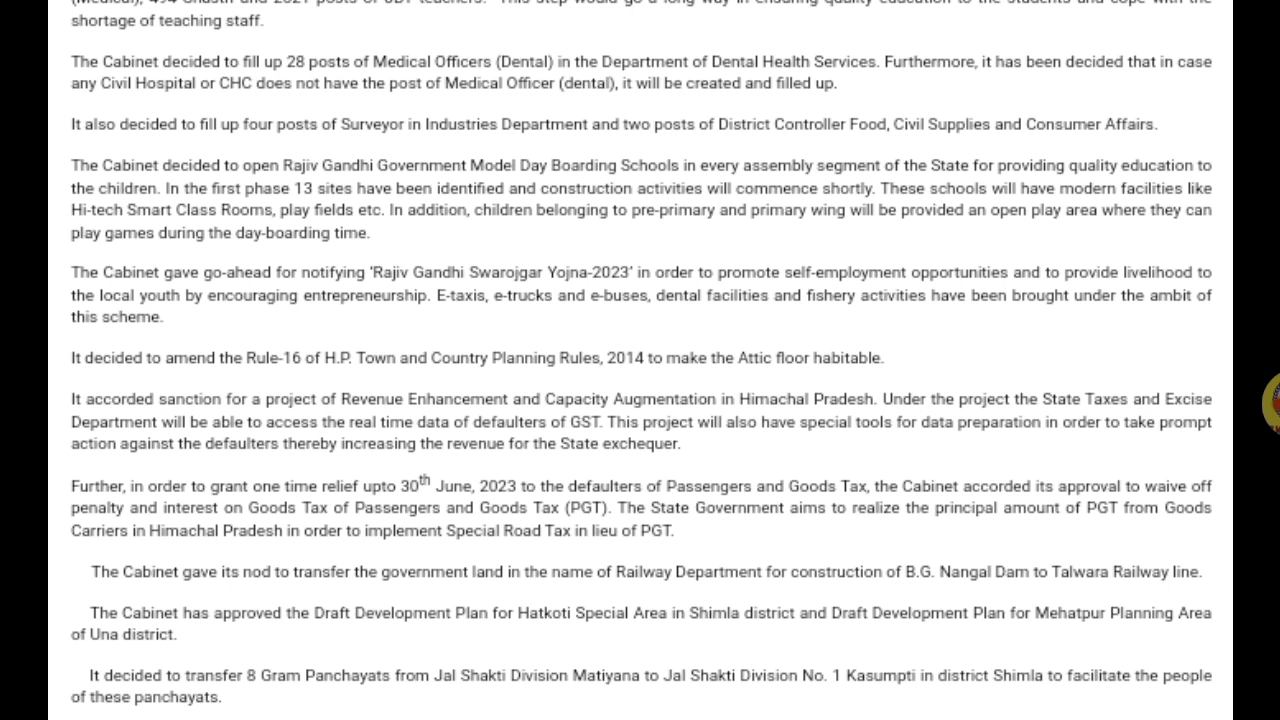 shortage of teaching staff.
The Cabinet decided to fill up 28 posts of Medical Officers (Dental) in the Department of Dental Health Services. Furthermore, it has been decided that in case
any Civil Hospital or CHC does not have the post of Medical Officer (dental), it will be created and filled up.
It also decided to fill up four posts of Surveyor in Industries Department and two posts of District Controller Food, Civil Supplies and Consumer Affairs.
The Cabinet decided to open Rajiv Gandhi Government Model Day Boarding Schools in every assembly segment of the State for providing quality education to
the children. In the first phase 13 sites have been identified and construction activities will commence shortly. These schools will have modern facilities like
Hi-tech Smart Class Rooms, play fields etc. In addition, children belonging to pre-primary and primary wing will be provided an open play area where they can
play games during the day-boarding time.
The Cabinet gave go-ahead for notifying 'Rajiv Gandhi Swarojgar Yojna-2023' in order to promote self-employment opportunities and to provide livelihood to
the local youth by encouraging entrepreneurship. E-taxis, e-trucks and e-buses, dental facilities and fishery activities have been brought under the ambit of
this scheme.
It decided to amend the Rule-16 of H.P. Town and Country Planning Rules, 2014 to make the Attic floor habitable.
It accorded sanction for a project of Revenue Enhancement and Capacity Augmentation in Himachal Pradesh. Under the project the State Taxes and Excise
Department will be able to access the real time data of defaulters of GST. This project will also have special tools for data preparation in order to take prompt
action against the defaulters thereby increasing the revenue for the State exchequer.
Further, in order to grant one time relief upto 30th June, 2023 to the defaulters of Passengers and Goods Tax, the Cabinet accorded its approval to waive off
penalty and interest on Goods Tax of Passengers and Goods Tax (PGT). The State Government aims to realize the principal amount of PGT from Goods
Carriers in Himachal Pradesh in order to implement Special Road Tax in lieu of PGT.
The Cabinet gave its nod to transfer the government land in the name of Railway Department for construction of B.G. Nangal Dam to Talwara Railway line.
The Cabinet has approved the Draft Development Plan for Hatkoti Special Area in Shimla district and Draft Development Plan for Mehatpur Planning Area
of Una district.
It decided to transfer 8 Gram Panchayats from Jal Shakti Division Matiyana to Jal Shakti Division No. 1 Kasumpti in district Shimla to facilitate the people
of these panchayats.